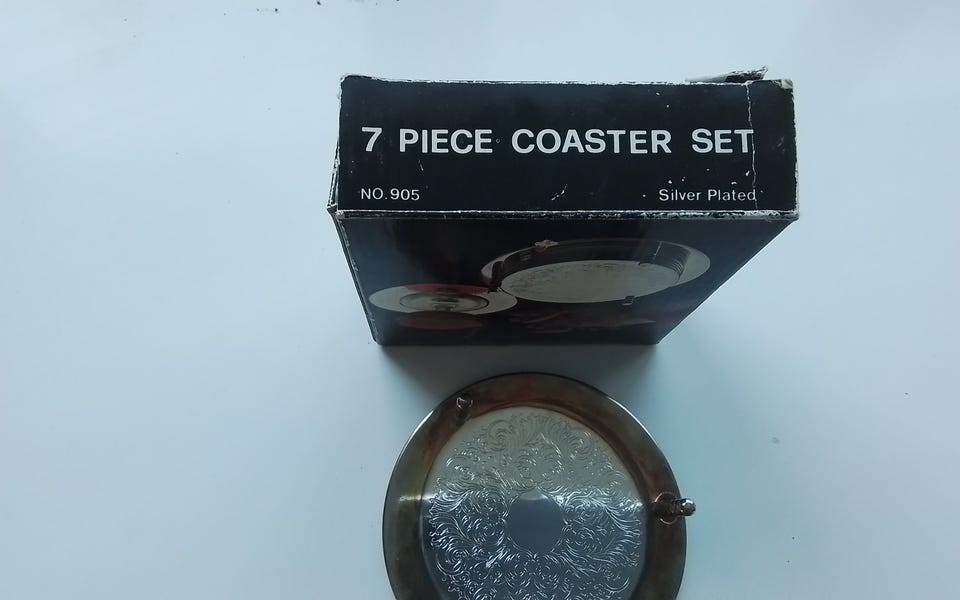 7 PIECE COASTER SET
NO.905 Silver Plated